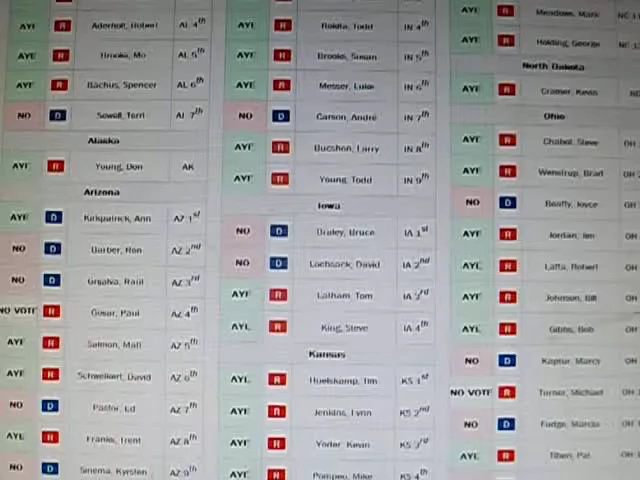 AYE R Aderholt, Robert AL 4th
AYE R Brooks, Mo AL 5th
AYE R Bachus, Spencer AL 6th
NO D Sewell, Terri AL 7th
Alaska
AYE R Young, Don AK
Arizona
AYE D Kirkpatrick, Ann AZ 1st
NO D Barber, Ron AZ 2nd
NO D Grijalva, Raul AZ 3rd
NO VOTE R Gosar, Paul AZ 4th
AYE R Salmon, Matt AZ 5th
AYE R Schweikert, David AZ 6th
NO D Pastor, Ed AZ 7th
AYE R Franks, Trent AZ 8th
NO D Sinema, Kyrsten AZ 9th
AYE R Rokita, Todd IN 4th
AYE R Brooks, Susan IN 5th
AYE R Messer, Luke IN 6th
NO D Carson, André IN 7th
AYE R Bucshon, Larry IN 8th
AYE R Young, Todd IN 9th
Iowa
NO D Braley, Bruce IA 1st
NO D Loebsack, David IA 2nd
AYE R Latham, Tom IA 3rd
AYE R King, Steve IA 4th
Kansas
AYE R Huelskamp, Tim KS 1st
AYE R Jenkins, Lynn KS 2nd
AYE R Yoder, Kevin KS 3rd
AYE R Pompeo, Mike KS 4th
AYE R Meadows, Mark NC 11
AYE R Holding, George NC 13
North Dakota
AYE R Cramer, Kevin ND
Ohio
AYE R Chabot, Steve OH
AYE R Wenstrup, Brad OH
NO D Beatty, Joyce OH
AYE R Jordan, Jim OH
AYE R Latta, Robert OH
AYE R Johnson, Bill OH
AYE R Gibbs, Bob OH
NO D Kaptur, Marcy OH
NO VOTE R Turner, Michael OH
NO D Fudge, Marcia OH
AYE R Tiberi, Pat OH